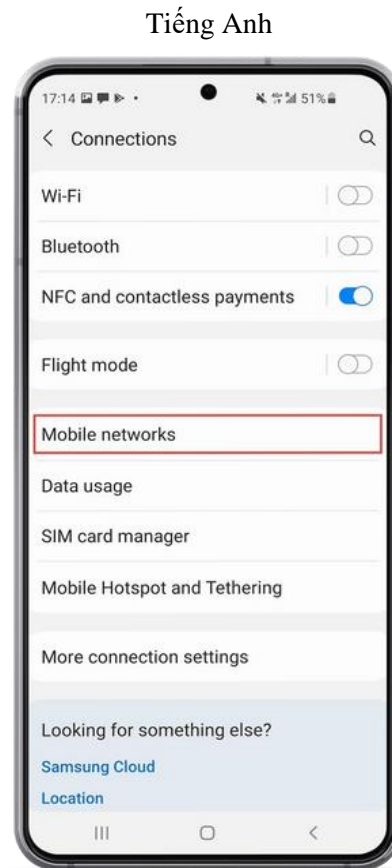 Tiếng Anh
17:14
51%
Connections
Wi-Fi
Bluetooth
NFC and contactless payments
Flight mode
Mobile networks
Data usage
SIM card manager
Mobile Hotspot and Tethering
More connection settings
Looking for something else?
Samsung Cloud
Location